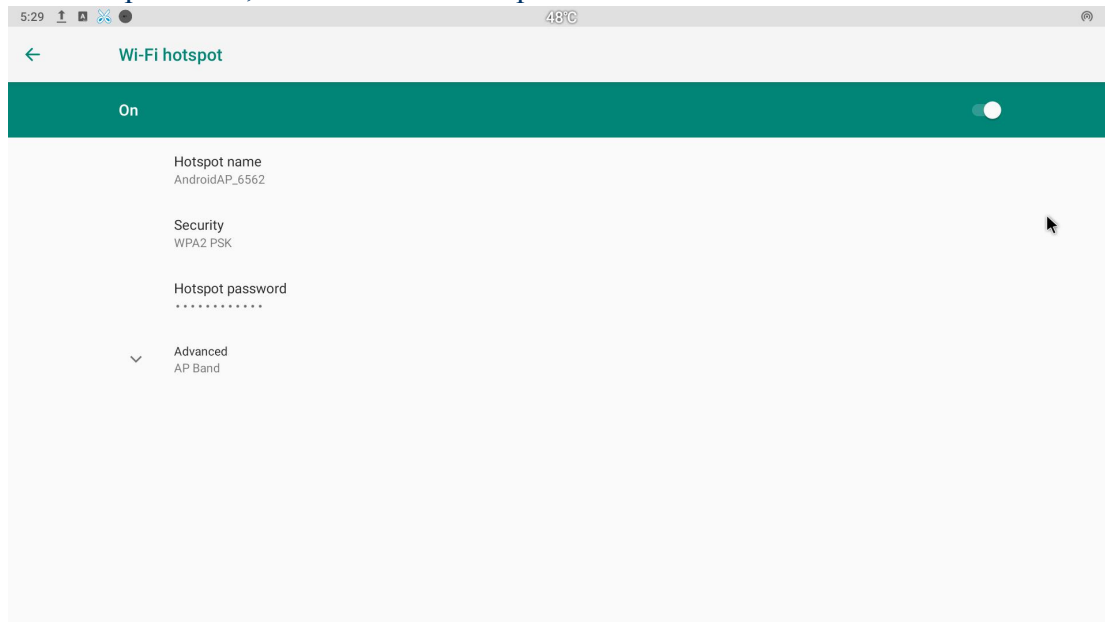 5:29 48°C
Wi-Fi hotspot
On
Hotspot name
AndroidAP_6562
Security
WPA2 PSK
Hotspot password
••••••••••••
Advanced
AP Band